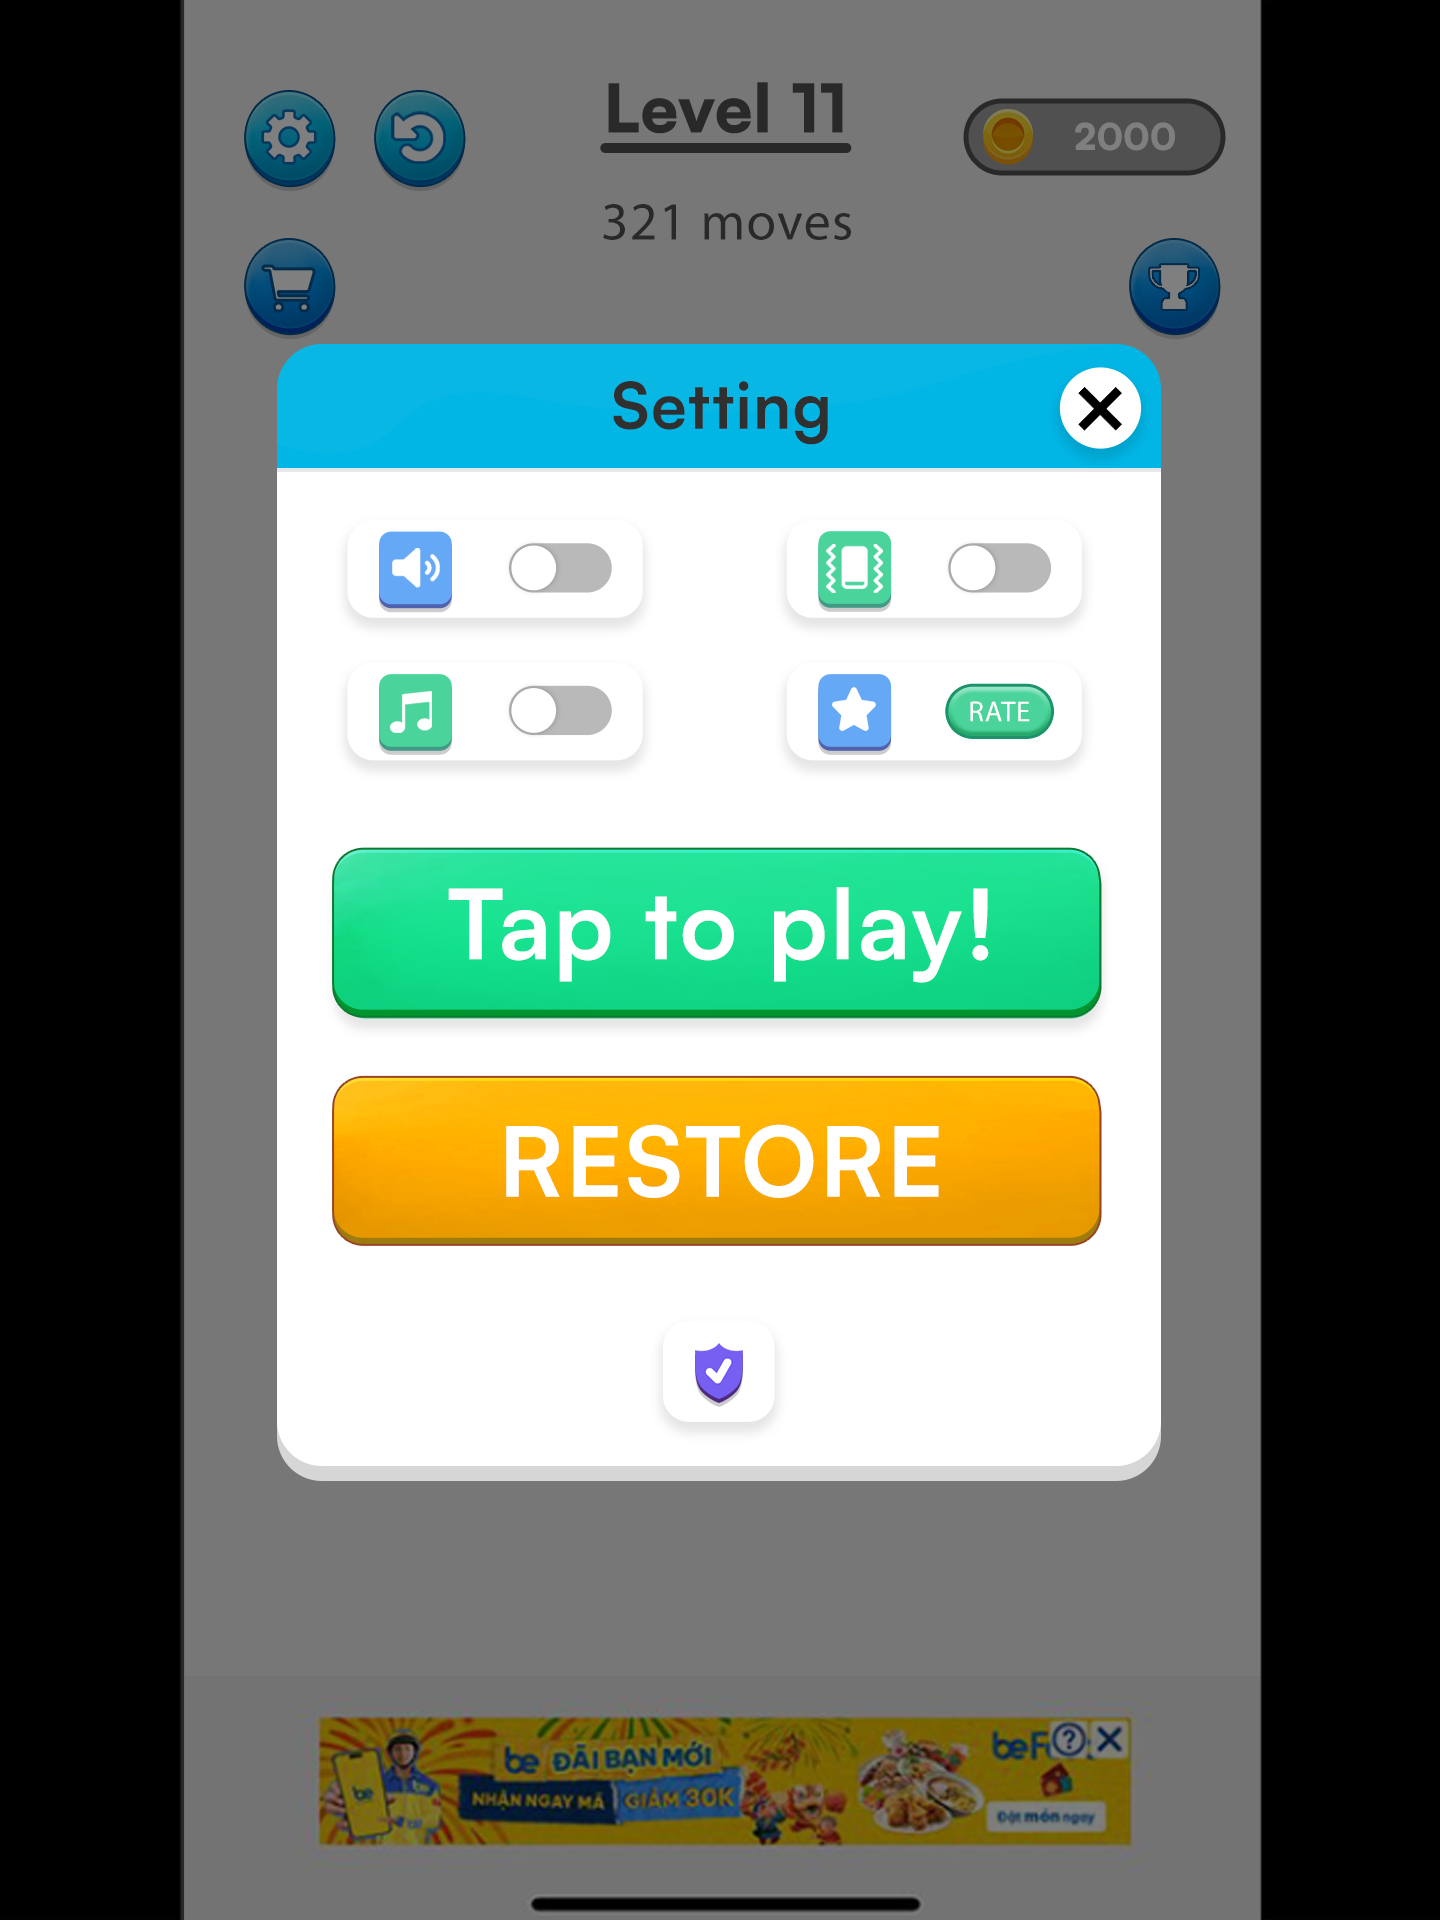 Level 11
2000
321 moves
Setting
RATE
Tap to play!
RESTORE
be ĐÃI BẠN MỚI
NHẬN NGAY MÃ GIẢM 30K
be
Đặt món ngay